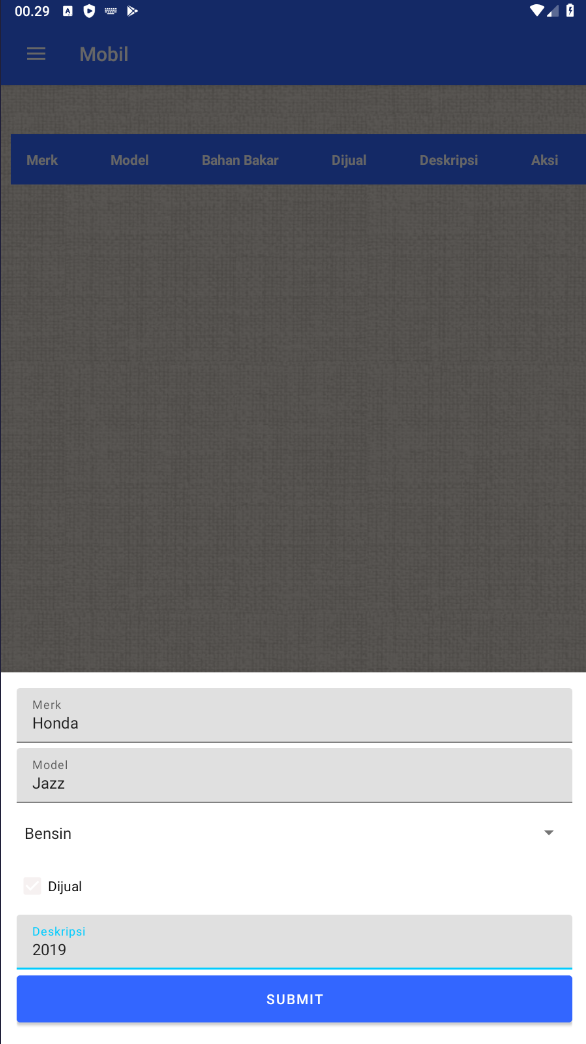 00.29
Mobil
Merk Model Bahan Bakar Dijual Deskripsi Aksi
Merk
Honda
Model
Jazz
Bensin
Dijual
Deskripsi
2019
SUBMIT